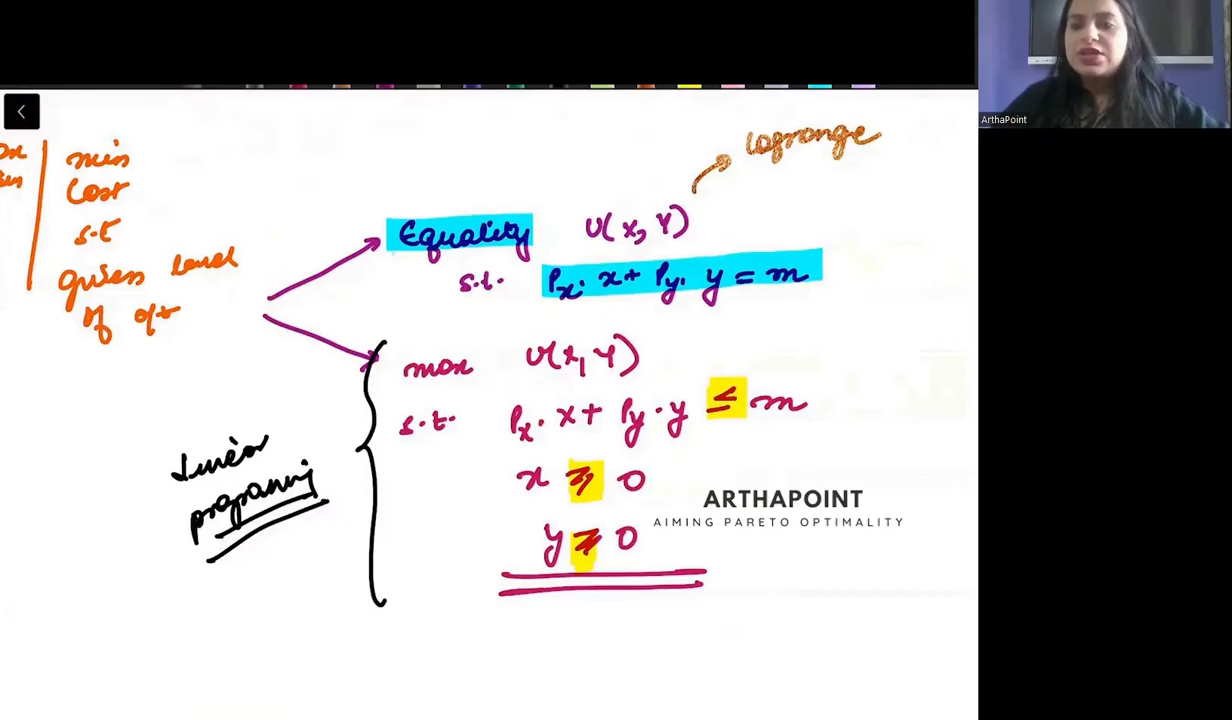 min
cost
s.t
given level
of o/t
lagrange
Equality U(x, y)
s.t. Px. x + Py. y = m
max U(x, y)
s.t. Px. x + Py. y ≤ m
x ≥ 0
y ≥ 0
Linear
programming
ARTHAPOINT
AIMING PARETO OPTIMALITY
ArthaPoint